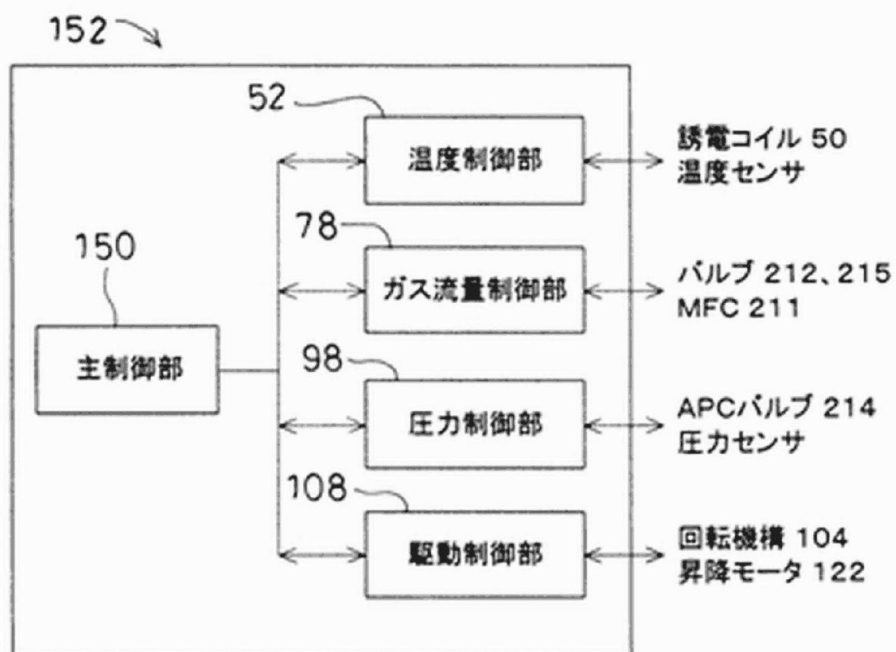 152
52
温度制御部
誘電コイル 50
温度センサ
78
ガス流量制御部
バルブ 212、215
MFC 211
150
主制御部
98
圧力制御部
APCバルブ 214
圧力センサ
108
駆動制御部
回転機構 104
昇降モータ 122